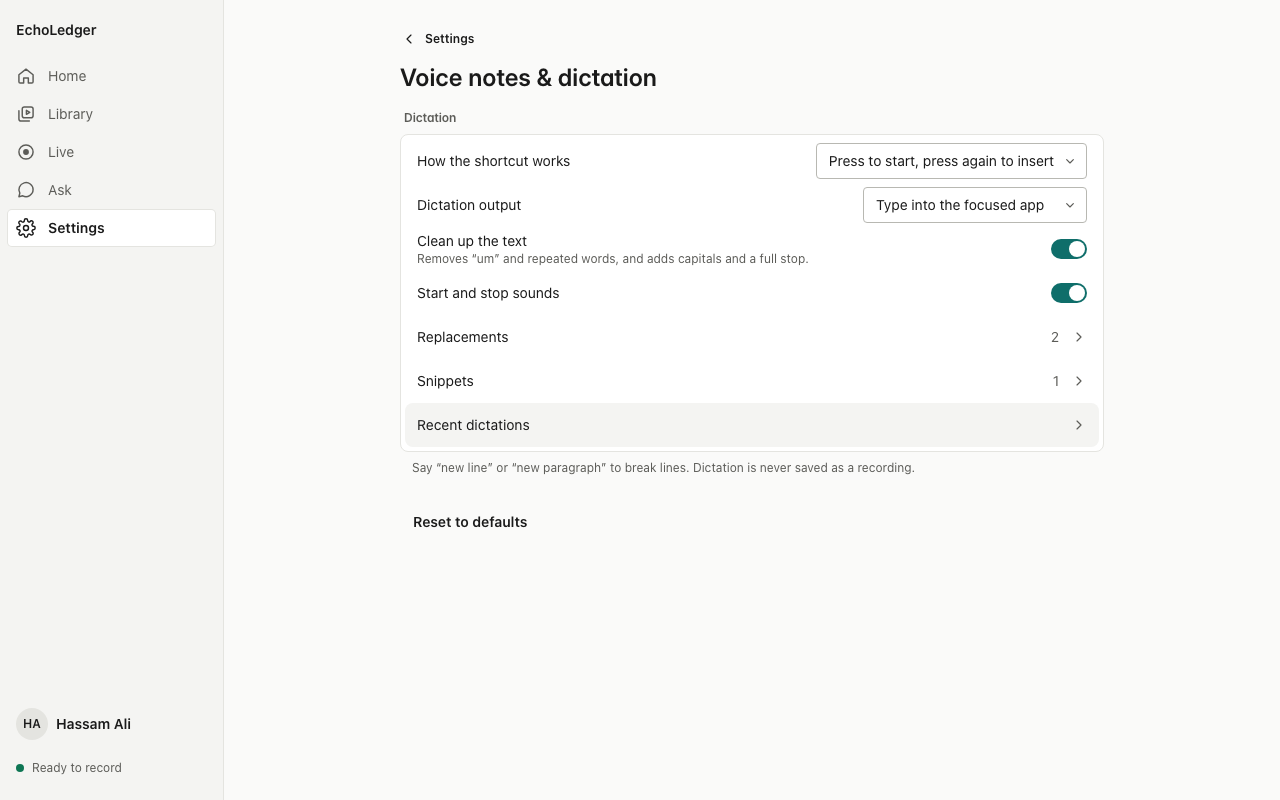 EchoLedger
Home
Library
Live
Ask
Settings
HA
Hassam Ali
Ready to record
Settings
Voice notes & dictation
Dictation
How the shortcut works
Press to start, press again to insert
Dictation output
Type into the focused app
Clean up the text
Removes “um” and repeated words, and adds capitals and a full stop.
Start and stop sounds
Replacements 2
Snippets 1
Recent dictations
Say “new line” or “new paragraph” to break lines. Dictation is never saved as a recording.
Reset to defaults